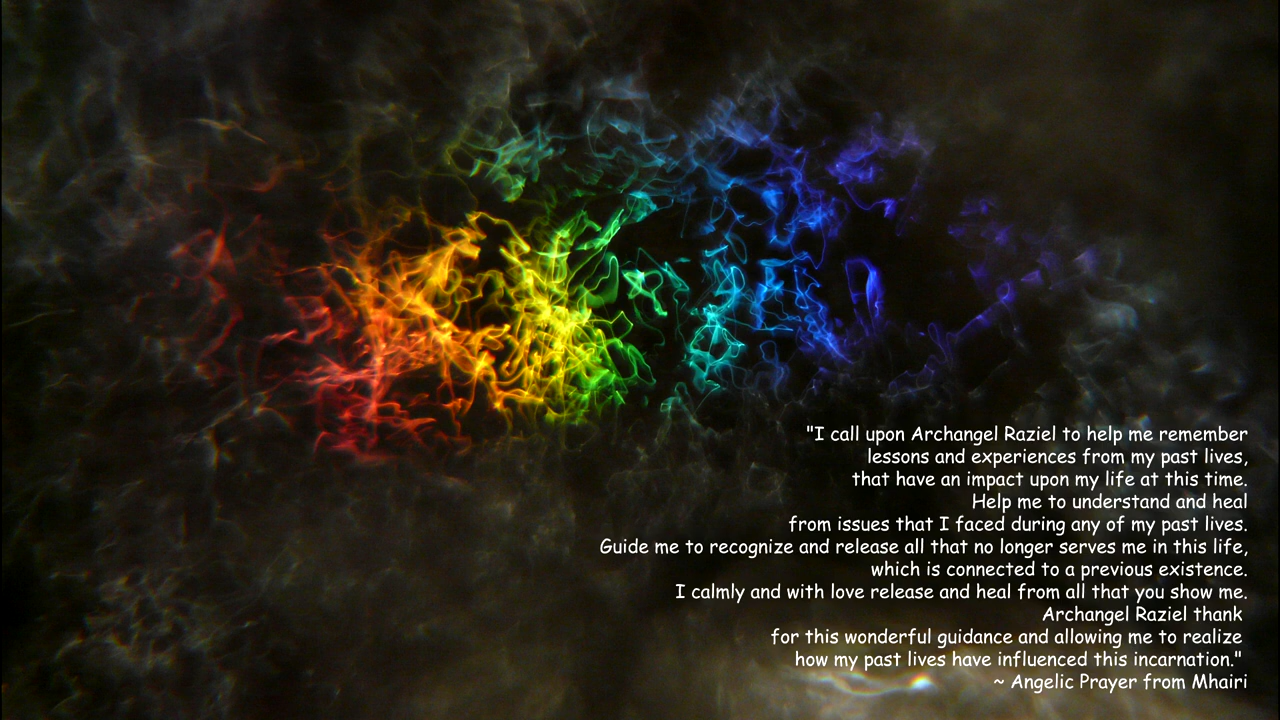 "I call upon Archangel Raziel to help me remember
lessons and experiences from my past lives,
that have an impact upon my life at this time.
Help me to understand and heal
from issues that I faced during any of my past lives.
Guide me to recognize and release all that no longer serves me in this life,
which is connected to a previous existence.
I calmly and with love release and heal from all that you show me.
Archangel Raziel thank
for this wonderful guidance and allowing me to realize
how my past lives have influenced this incarnation."
~ Angelic Prayer from Mhairi